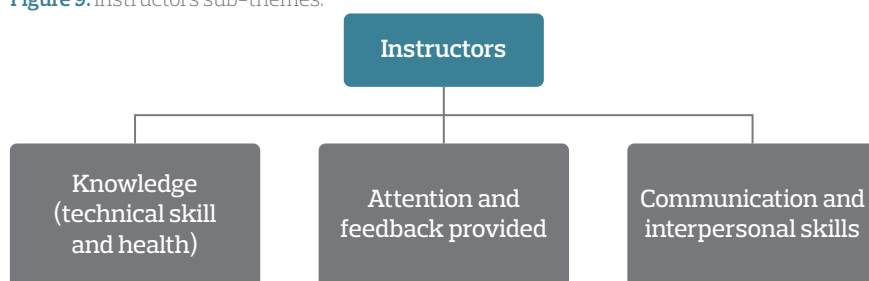 Figure 9. Instructors sub-themes.
Instructors
Knowledge
(technical skill
and health)
Attention and
feedback provided
Communication and
interpersonal skills